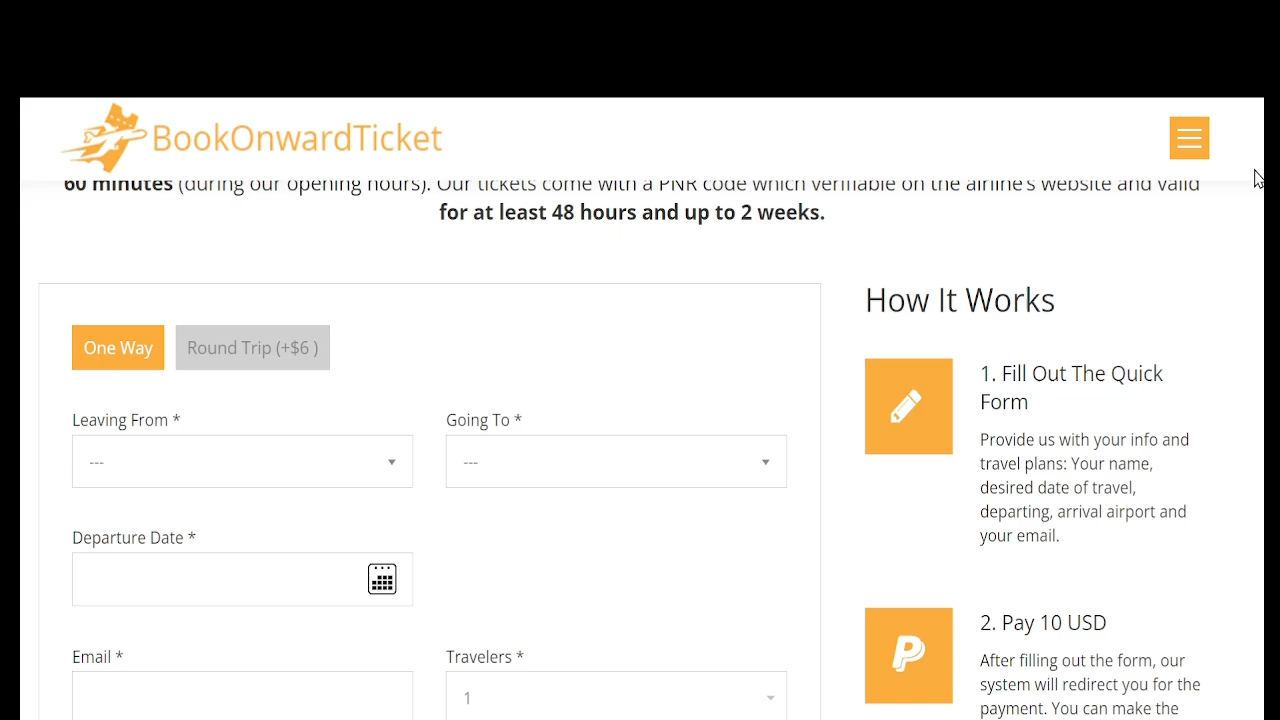 BookOnwardTicket
60 minutes (during our opening hours). Our tickets come with a PNR code which verifiable on the airline's website and valid
for at least 48 hours and up to 2 weeks.
One Way
Round Trip (+$6 )
Leaving From *
Going To *
---
---
Departure Date *
Email *
Travelers *
1
How It Works
1. Fill Out The Quick
Form
Provide us with your info and
travel plans: Your name,
desired date of travel,
departing, arrival airport and
your email.
2. Pay 10 USD
After filling out the form, our
system will redirect you for the
payment. You can make the